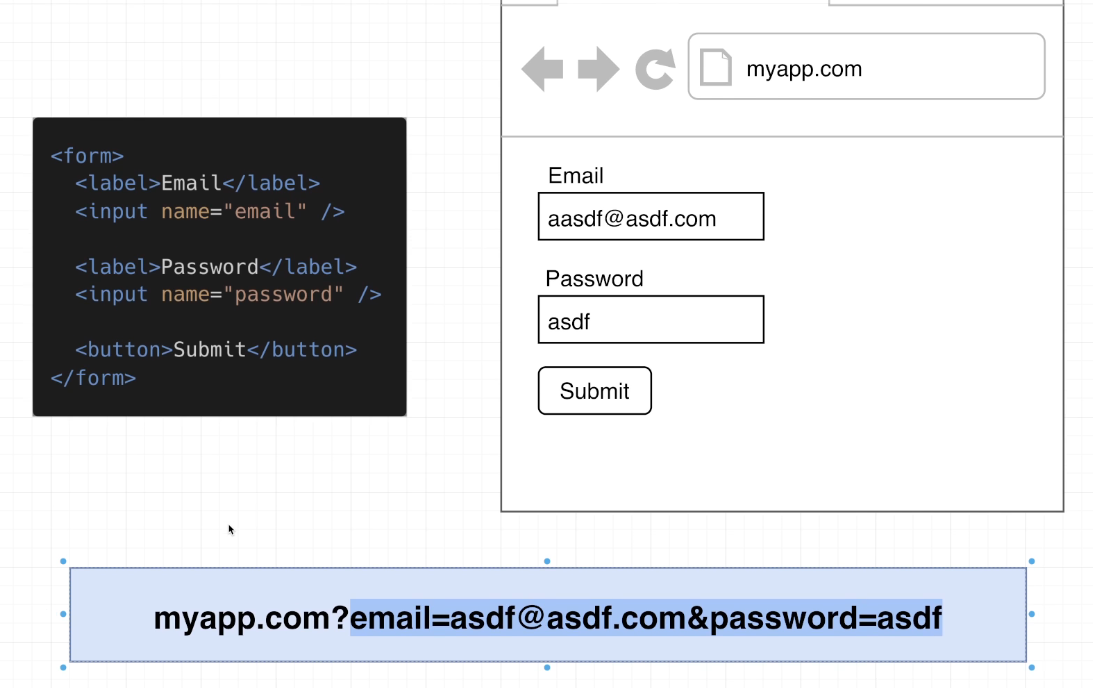 <form>
<label>Email</label>
<input name="email" />
<label>Password</label>
<input name="password" />
<button>Submit</button>
</form>
myapp.com
Email
aasdf@asdf.com
Password
asdf
Submit
myapp.com?email=asdf@asdf.com&password=asdf